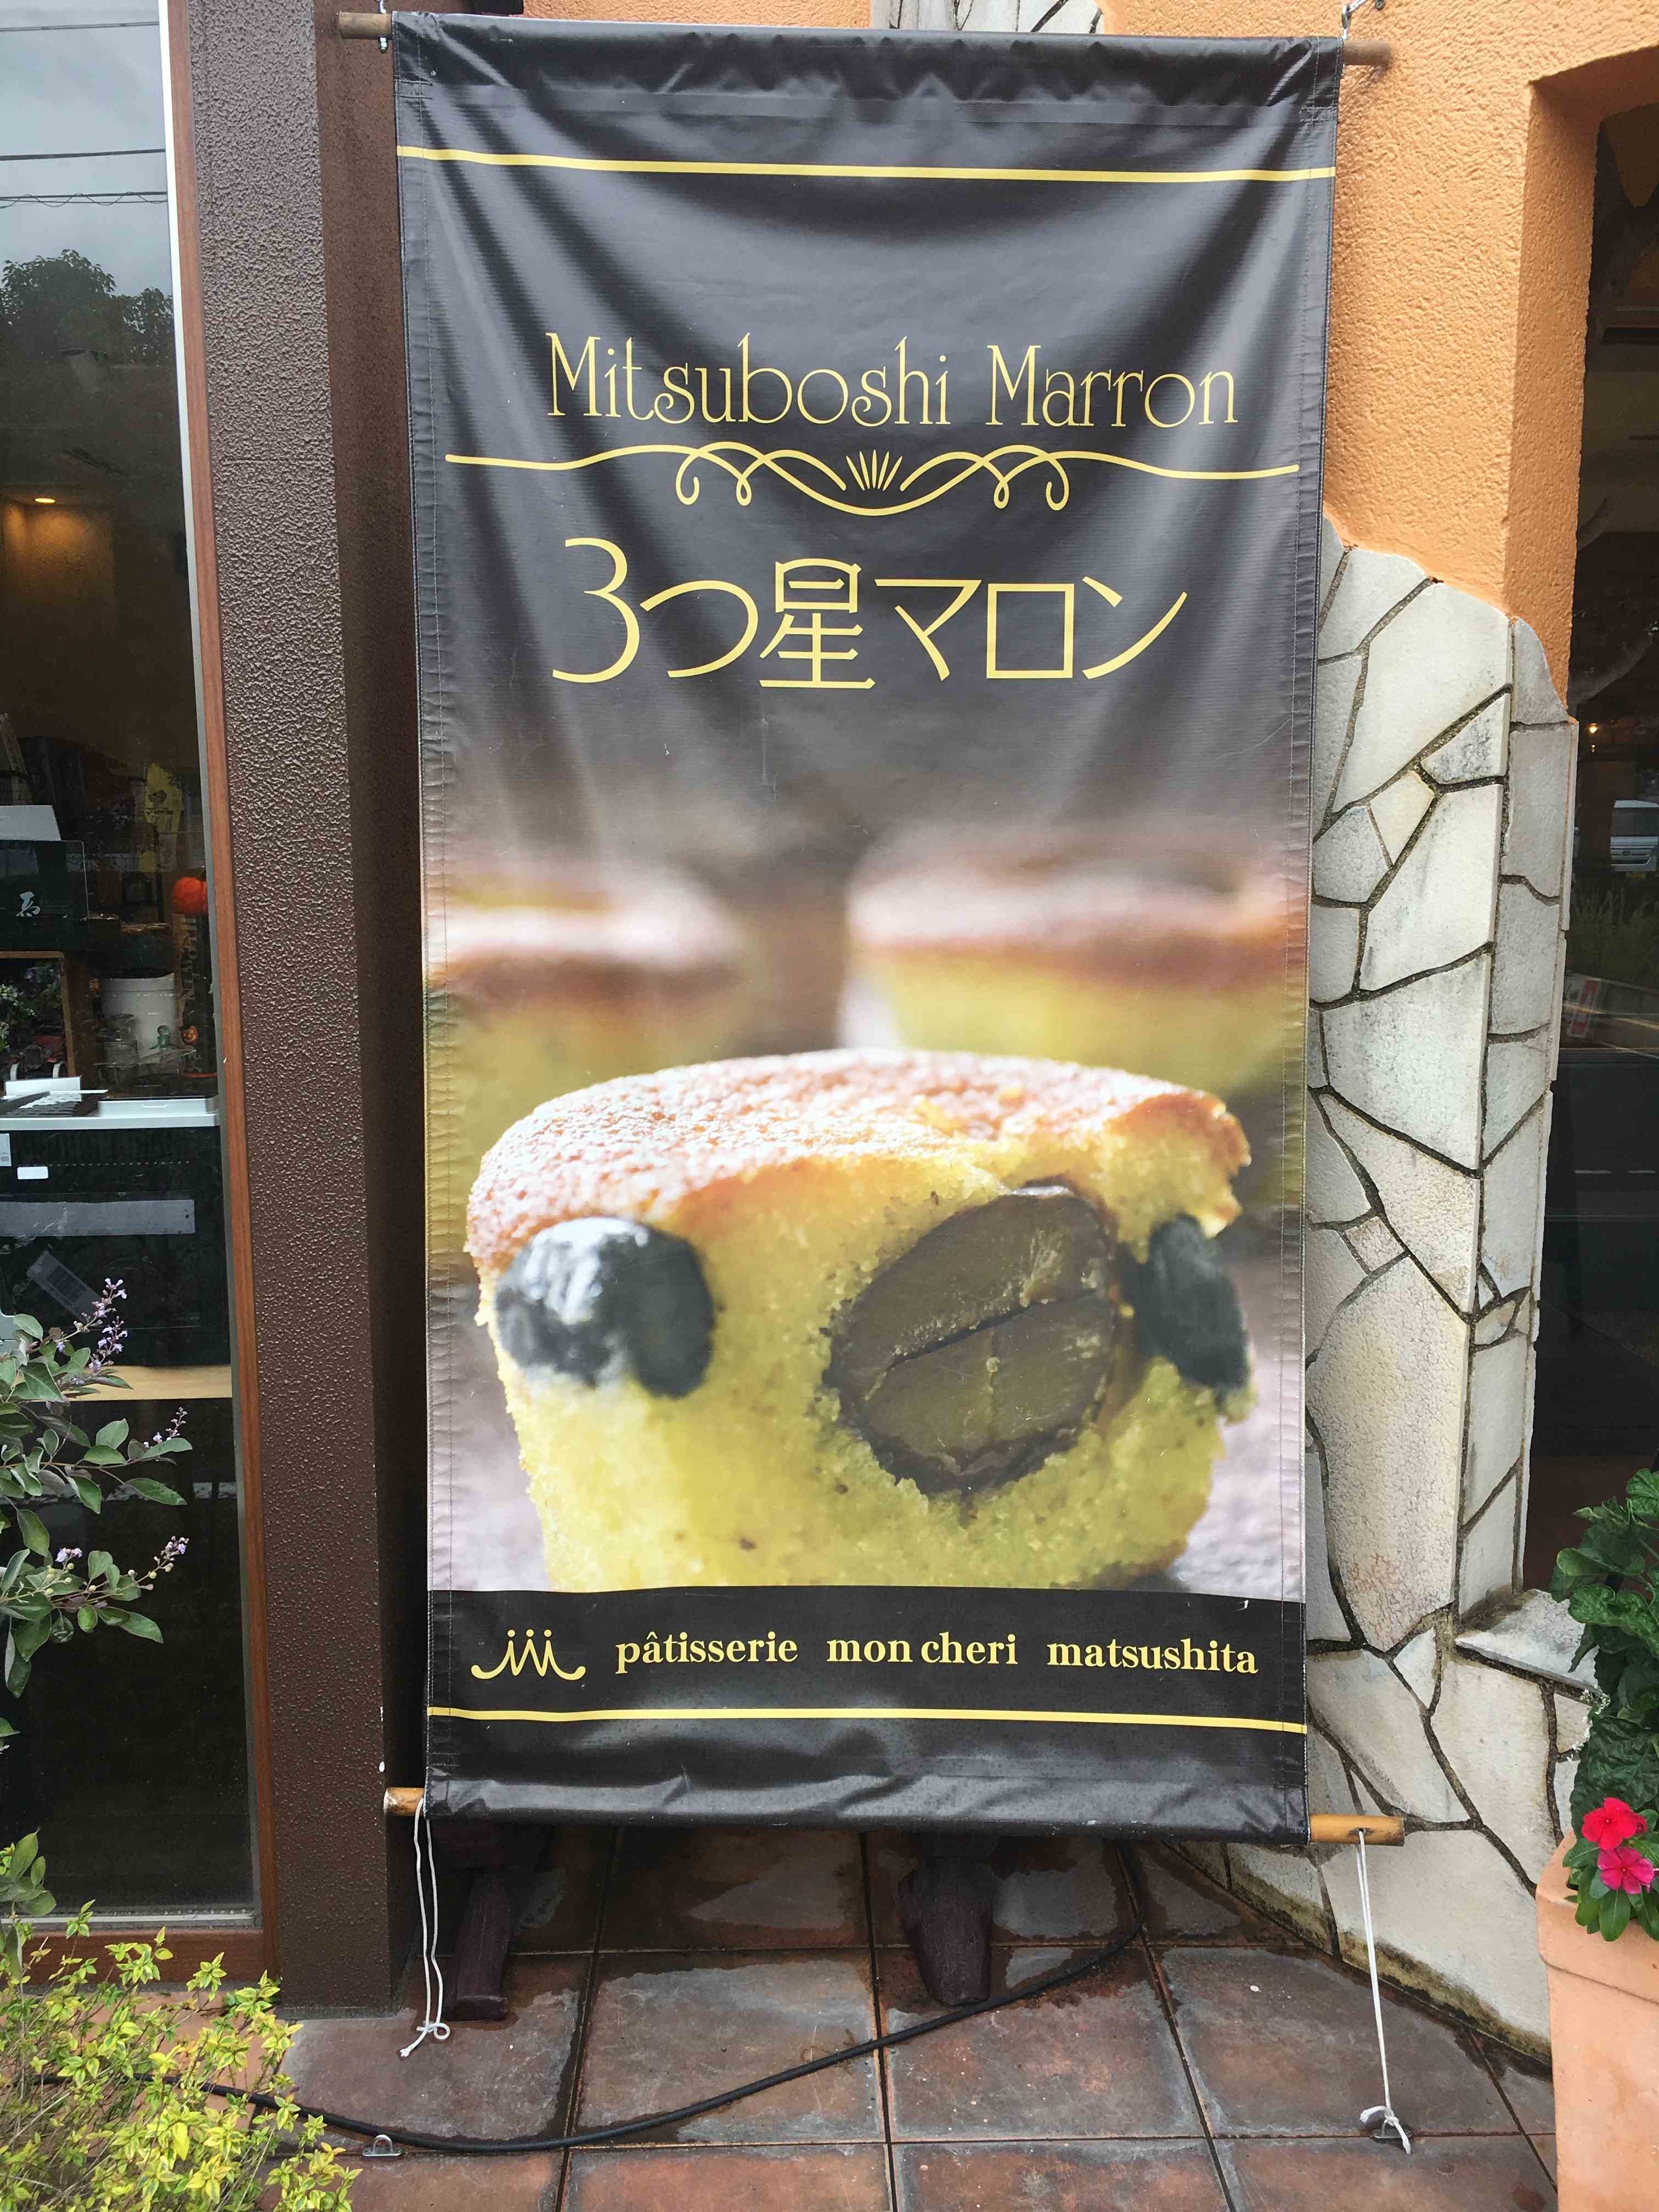 Mitsuboshi Marron
3つ星マロン
pâtisserie mon cheri matsushita